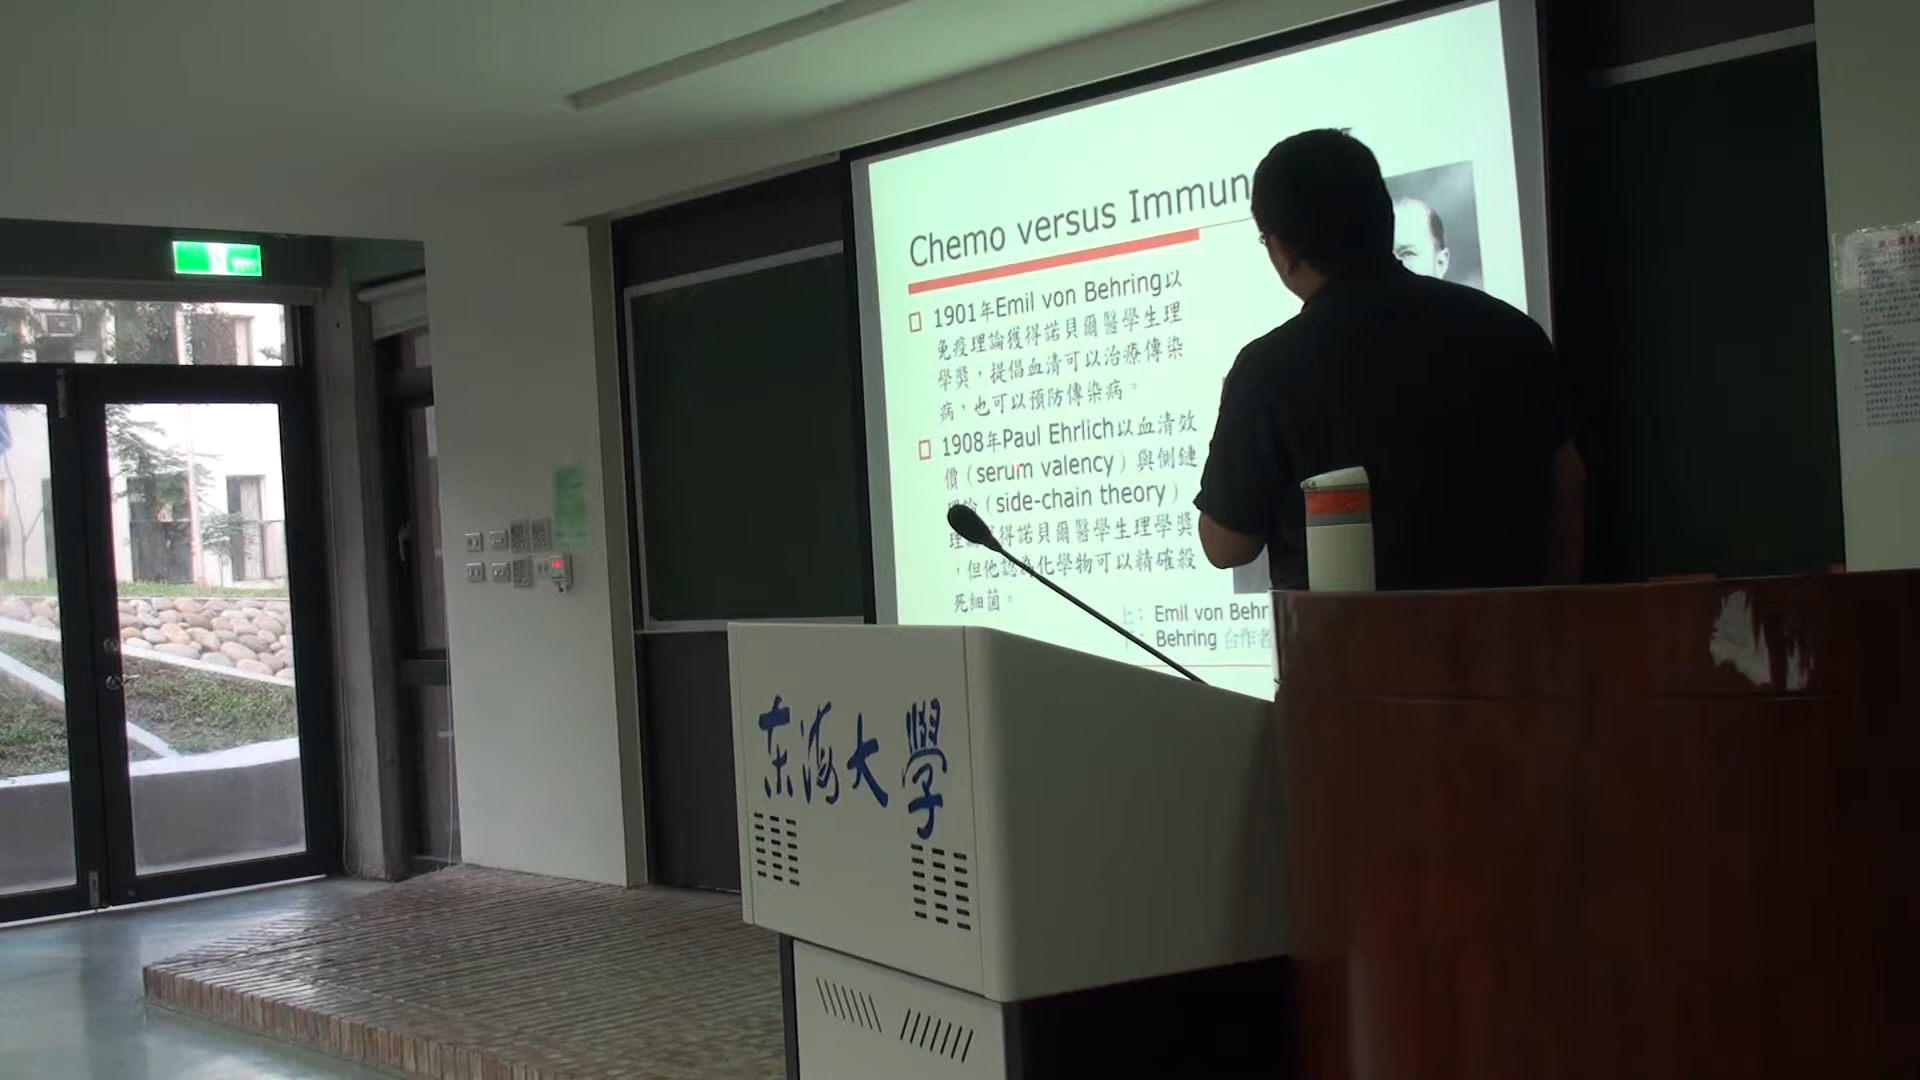 Chemo versus Immun
1901年Emil von Behring以
免疫理論獲得諾貝爾醫學生理
學獎，提倡血清可以治療傳染
病，也可以預防傳染病。
1908年Paul Ehrlich以血清效
價（serum valency）與側鏈
（side-chain theory）
得諾貝爾醫學生理學獎
，但他認為化學物可以精確殺
死細菌。
上：Emil von Behr
Behring 合作者
东海大學